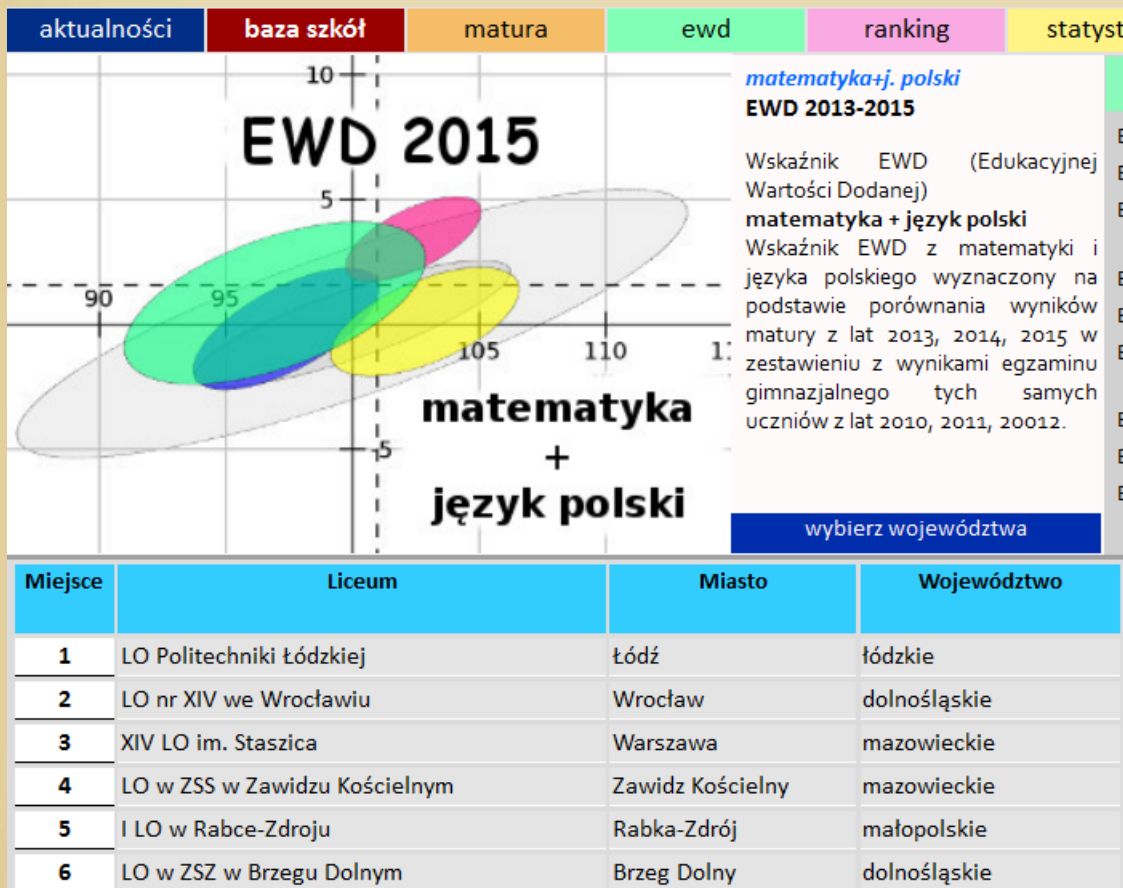 aktualności baza szkół matura ewd ranking statyst
10
EWD 2015
5
90 95 105 110 1
-5
matematyka
+
język polski
matematyka+j. polski
EWD 2013-2015
Wskaźnik EWD (Edukacyjnej
Wartości Dodanej)
matematyka + język polski
Wskaźnik EWD z matematyki i
języka polskiego wyznaczony na
podstawie porównania wyników
matury z lat 2013, 2014, 2015 w
zestawieniu z wynikami egzaminu
gimnazjalnego tych samych
uczniów z lat 2010, 2011, 20012.
wybierz województwa
Miejsce Liceum Miasto Województwo
1 LO Politechniki Łódzkiej Łódź łódzkie
2 LO nr XIV we Wrocławiu Wrocław dolnośląskie
3 XIV LO im. Staszica Warszawa mazowieckie
4 LO w ZSS w Zawidzu Kościelnym Zawidz Kościelny mazowieckie
5 I LO w Rabce-Zdroju Rabka-Zdrój małopolskie
6 LO w ZSZ w Brzegu Dolnym Brzeg Dolny dolnośląskie